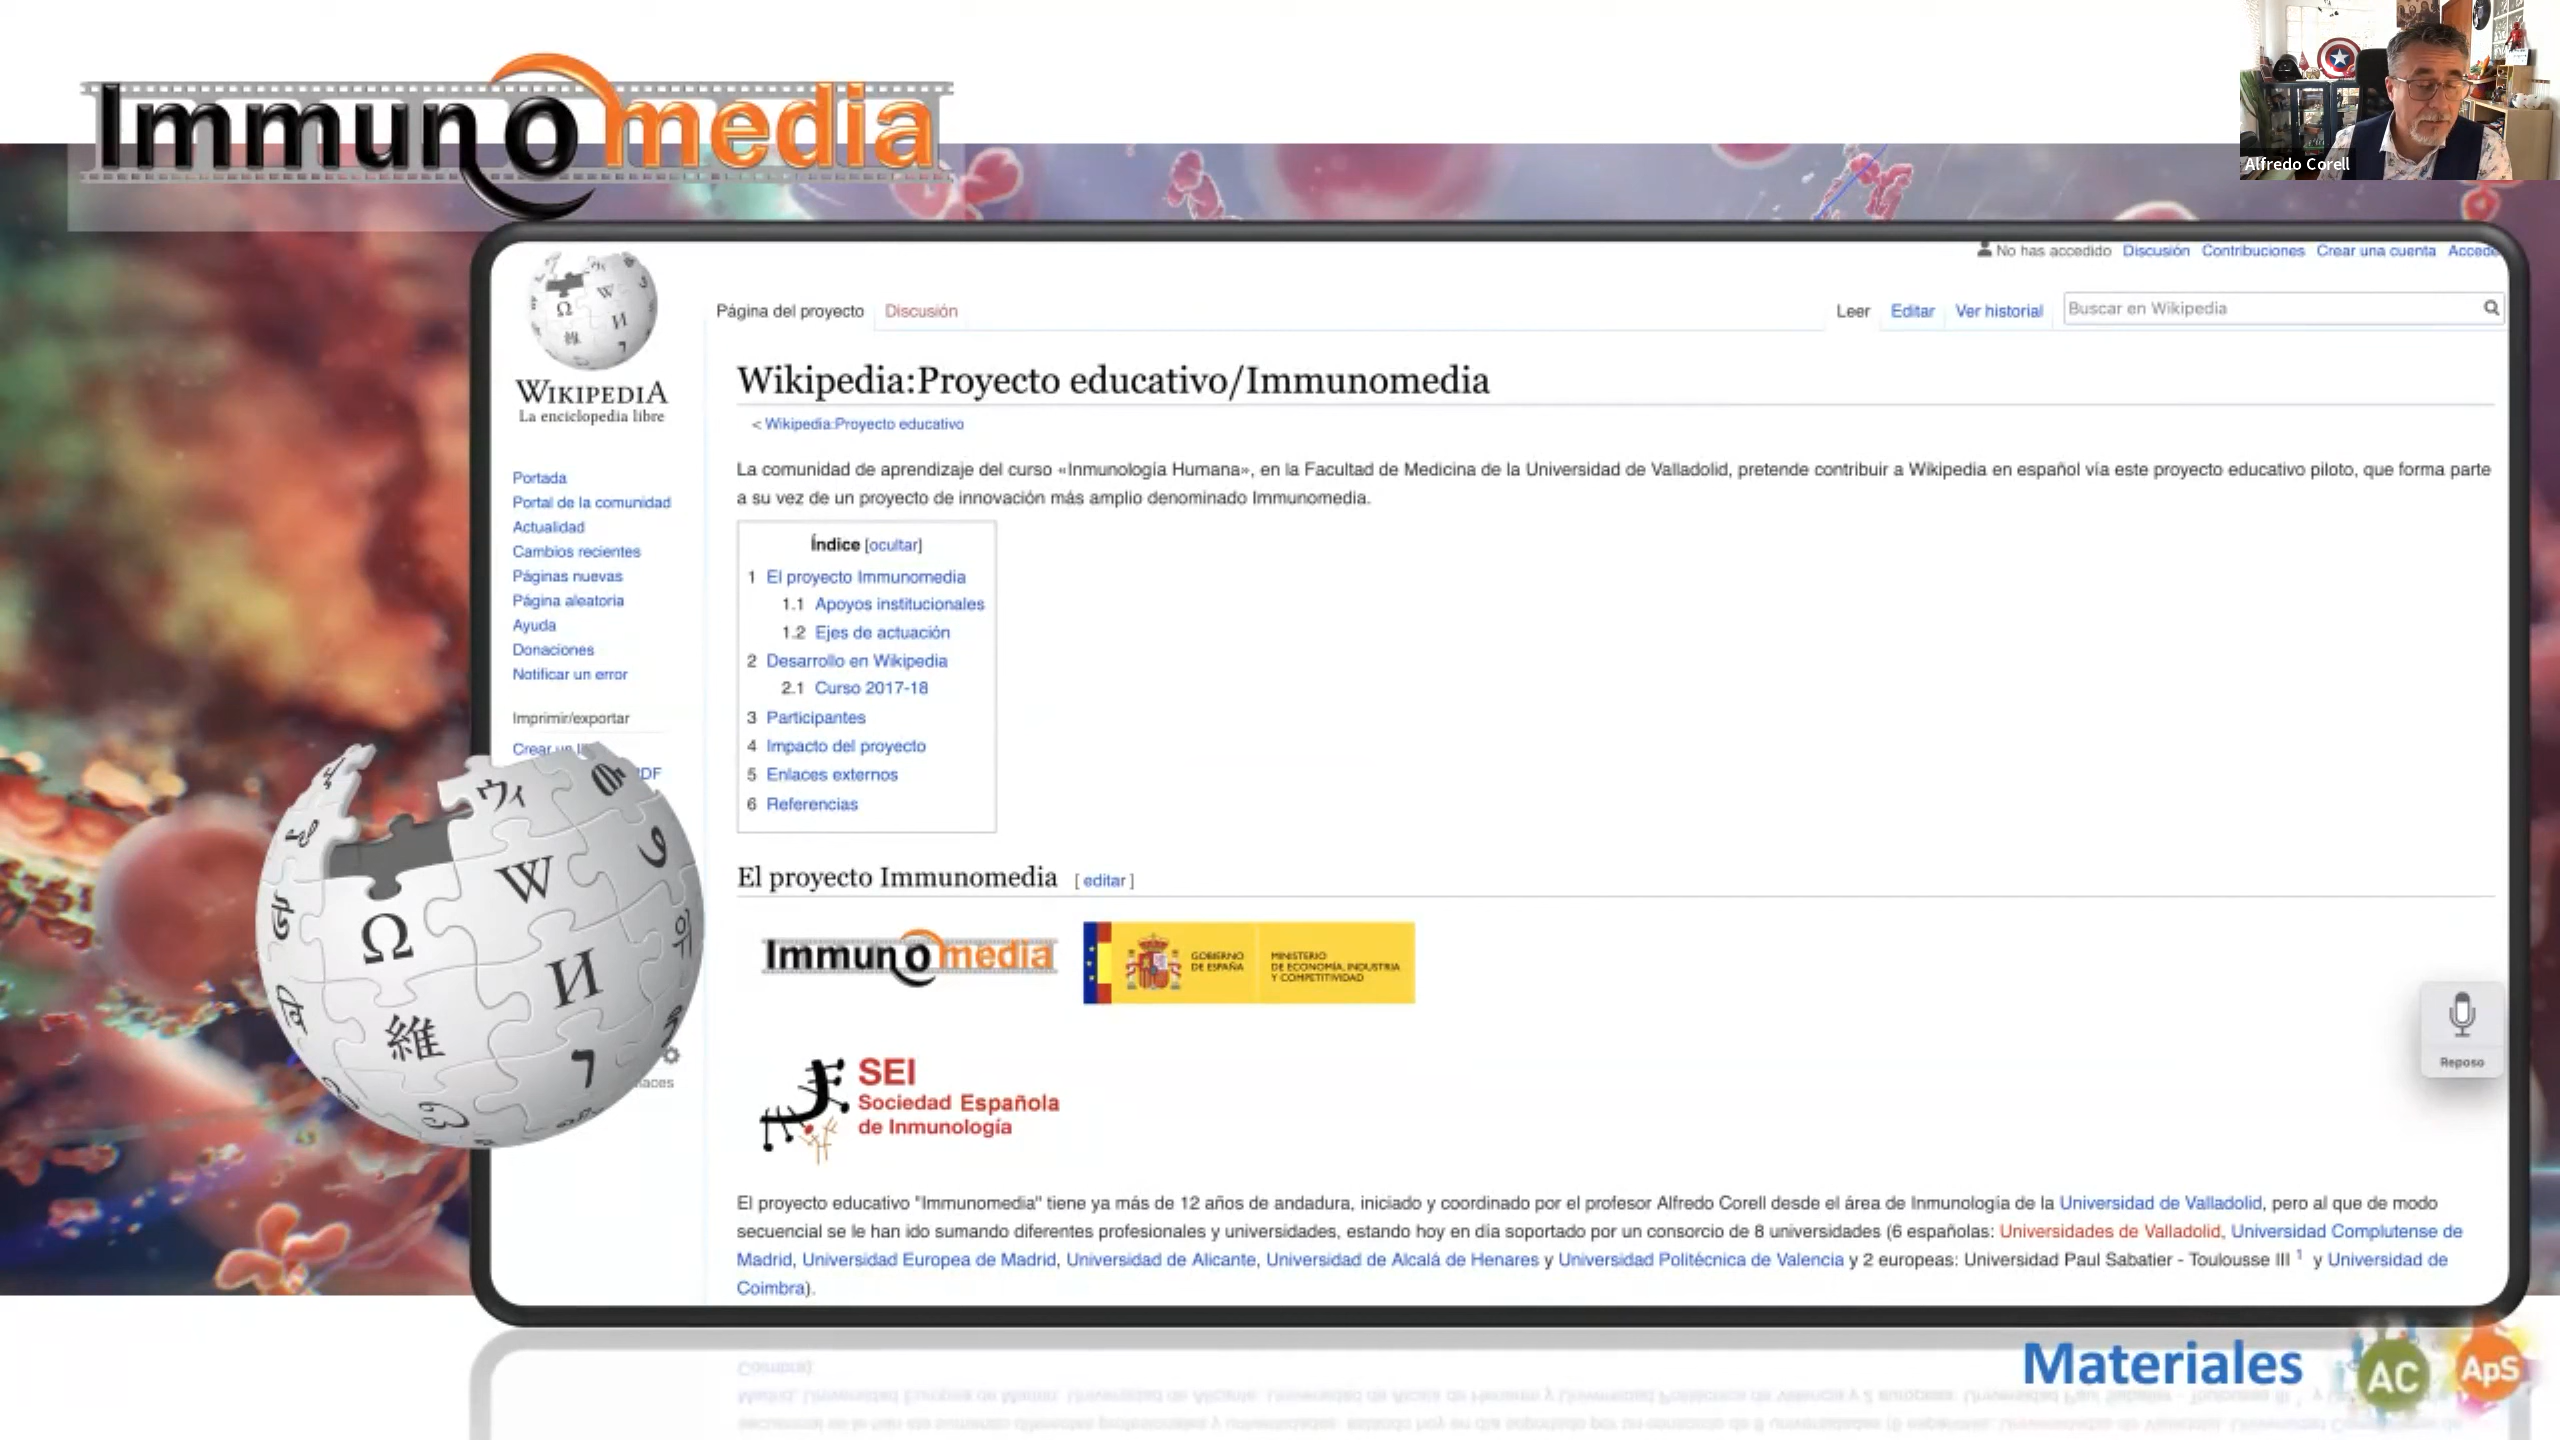 Immunomedia
Alfredo Corell
No has accedido Discusión Contribuciones Crear una cuenta Accede
Página del proyecto Discusión
Leer Editar Ver historial Buscar en Wikipedia
WIKIPEDIA
La enciclopedia libre
Wikipedia:Proyecto educativo/Immunomedia
< Wikipedia:Proyecto educativo
Portada
Portal de la comunidad
Actualidad
Cambios recientes
Páginas nuevas
Página aleatoria
Ayuda
Donaciones
Notificar un error
Imprimir/exportar
Crear un
La comunidad de aprendizaje del curso «Inmunología Humana», en la Facultad de Medicina de la Universidad de Valladolid, pretende contribuir a Wikipedia en español vía este proyecto educativo piloto, que forma parte
a su vez de un proyecto de innovación más amplio denominado Immunomedia.
Índice [ocultar]
1 El proyecto Immunomedia
1.1 Apoyos institucionales
1.2 Ejes de actuación
2 Desarrollo en Wikipedia
2.1 Curso 2017-18
3 Participantes
4 Impacto del proyecto
5 Enlaces externos
6 Referencias
El proyecto Immunomedia [ editar ]
Immunomedia
GOBIERNO
DE ESPAÑA
MINISTERIO
DE ECONOMÍA, INDUSTRIA
Y COMPETITIVIDAD
SEI
Sociedad Española
de Inmunología
Ω W И 維 ウィ 위
Reposo
El proyecto educativo "Immunomedia" tiene ya más de 12 años de andadura, iniciado y coordinado por el profesor Alfredo Corell desde el área de Inmunología de la Universidad de Valladolid, pero al que de modo
secuencial se le han ido sumando diferentes profesionales y universidades, estando hoy en día soportado por un consorcio de 8 universidades (6 españolas: Universidades de Valladolid, Universidad Complutense de
Madrid, Universidad Europea de Madrid, Universidad de Alicante, Universidad de Alcalá de Henares y Universidad Politécnica de Valencia y 2 europeas: Universidad Paul Sabatier - Toulousse III 1 y Universidad de
Coimbra).
Materiales
AC
ApS